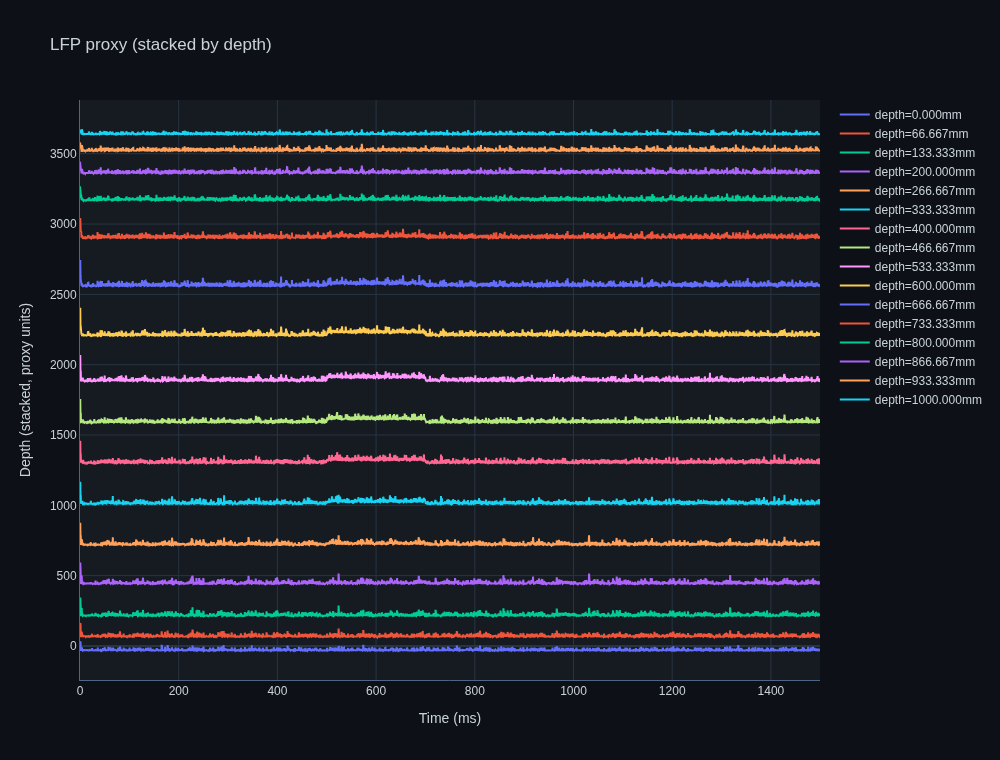 LFP proxy (stacked by depth)
depth=0.000mm
depth=66.667mm
depth=133.333mm
depth=200.000mm
depth=266.667mm
depth=333.333mm
depth=400.000mm
depth=466.667mm
depth=533.333mm
depth=600.000mm
depth=666.667mm
depth=733.333mm
depth=800.000mm
depth=866.667mm
depth=933.333mm
depth=1000.000mm
Depth (stacked, proxy units)
3500
3000
2500
2000
1500
1000
500
0
0 200 400 600 800 1000 1200 1400
Time (ms)